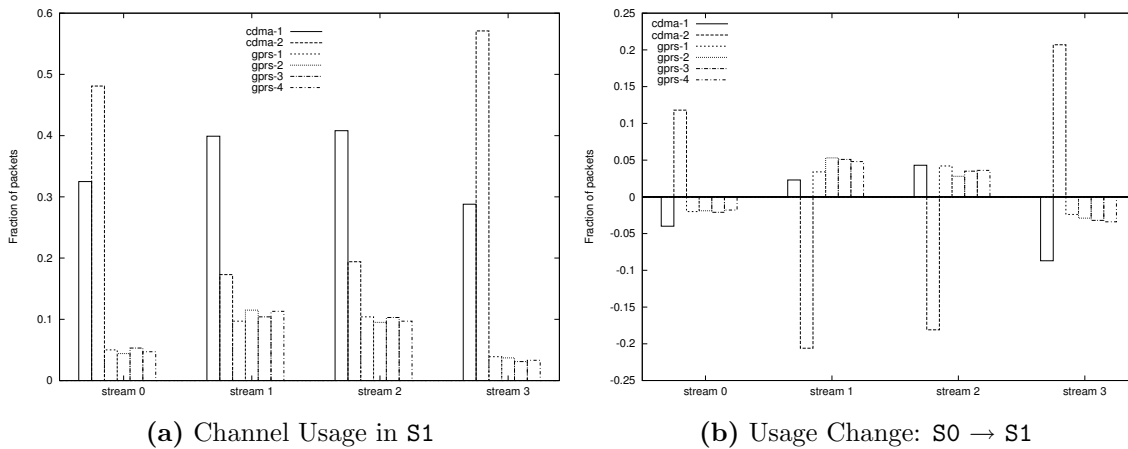 0.6
0.5
0.4
0.3
0.2
0.1
0
Fraction of packets
cdma-1
cdma-2
gprs-1
gprs-2
gprs-3
gprs-4
stream 0 stream 1 stream 2 stream 3
(a) Channel Usage in S1
0.25
0.2
0.15
0.1
0.05
0
-0.05
-0.1
-0.15
-0.2
-0.25
Fraction of packets
cdma-1
cdma-2
gprs-1
gprs-2
gprs-3
gprs-4
stream 0 stream 1 stream 2 stream 3
(b) Usage Change: S0 → S1